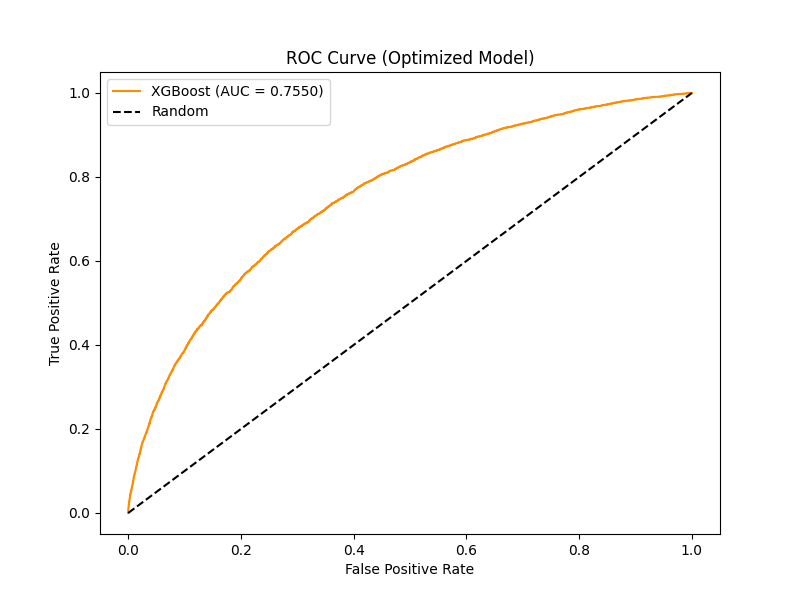 ROC Curve (Optimized Model)
XGBoost (AUC = 0.7550)
Random
1.0
0.8
0.6
0.4
0.2
0.0
True Positive Rate
0.0 0.2 0.4 0.6 0.8 1.0
False Positive Rate